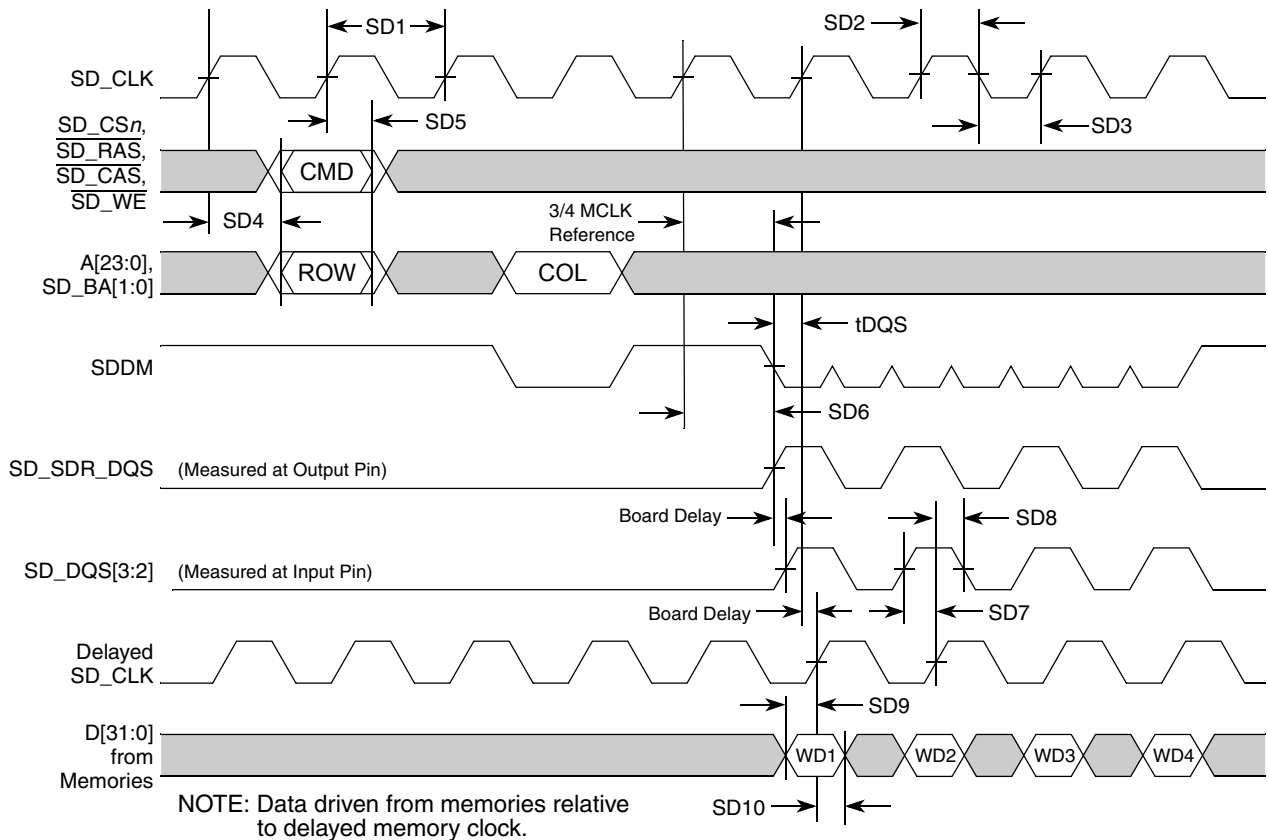 SD1
SD2
SD_CLK
SD3
SD5
SD_CSn,
SD_RAS,
SD_CAS,
SD_WE
CMD
SD4
3/4 MCLK
Reference
A[23:0],
SD_BA[1:0]
ROW
COL
tDQS
SDDM
SD6
SD_SDR_DQS
(Measured at Output Pin)
Board Delay
SD8
SD_DQS[3:2]
(Measured at Input Pin)
Board Delay
SD7
Delayed
SD_CLK
SD9
D[31:0]
from
Memories
WD1
WD2
WD3
WD4
SD10
NOTE: Data driven from memories relative
to delayed memory clock.